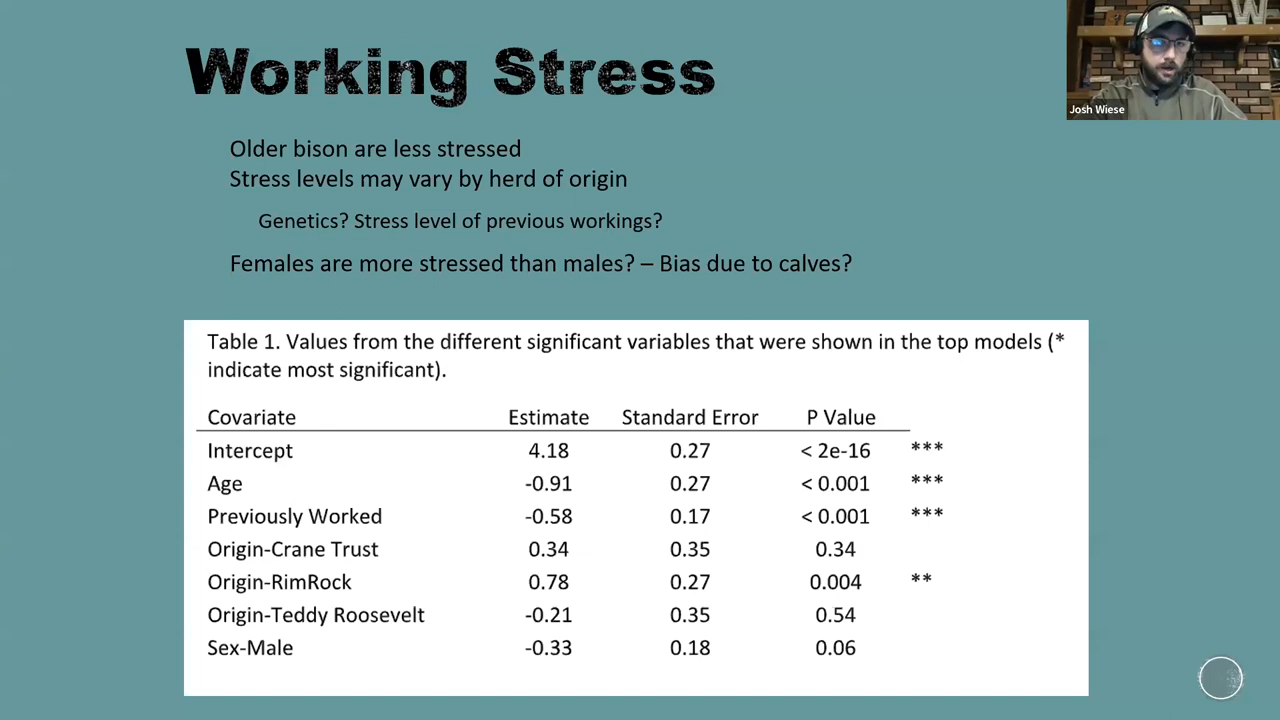 Working Stress
Josh Wiese
Older bison are less stressed
Stress levels may vary by herd of origin
Genetics? Stress level of previous workings?
Females are more stressed than males? – Bias due to calves?
Table 1. Values from the different significant variables that were shown in the top models (*
indicate most significant).
Covariate Estimate Standard Error P Value
Intercept 4.18 0.27 < 2e-16 ***
Age -0.91 0.27 < 0.001 ***
Previously Worked -0.58 0.17 < 0.001 ***
Origin-Crane Trust 0.34 0.35 0.34
Origin-RimRock 0.78 0.27 0.004 **
Origin-Teddy Roosevelt -0.21 0.35 0.54
Sex-Male -0.33 0.18 0.06
W